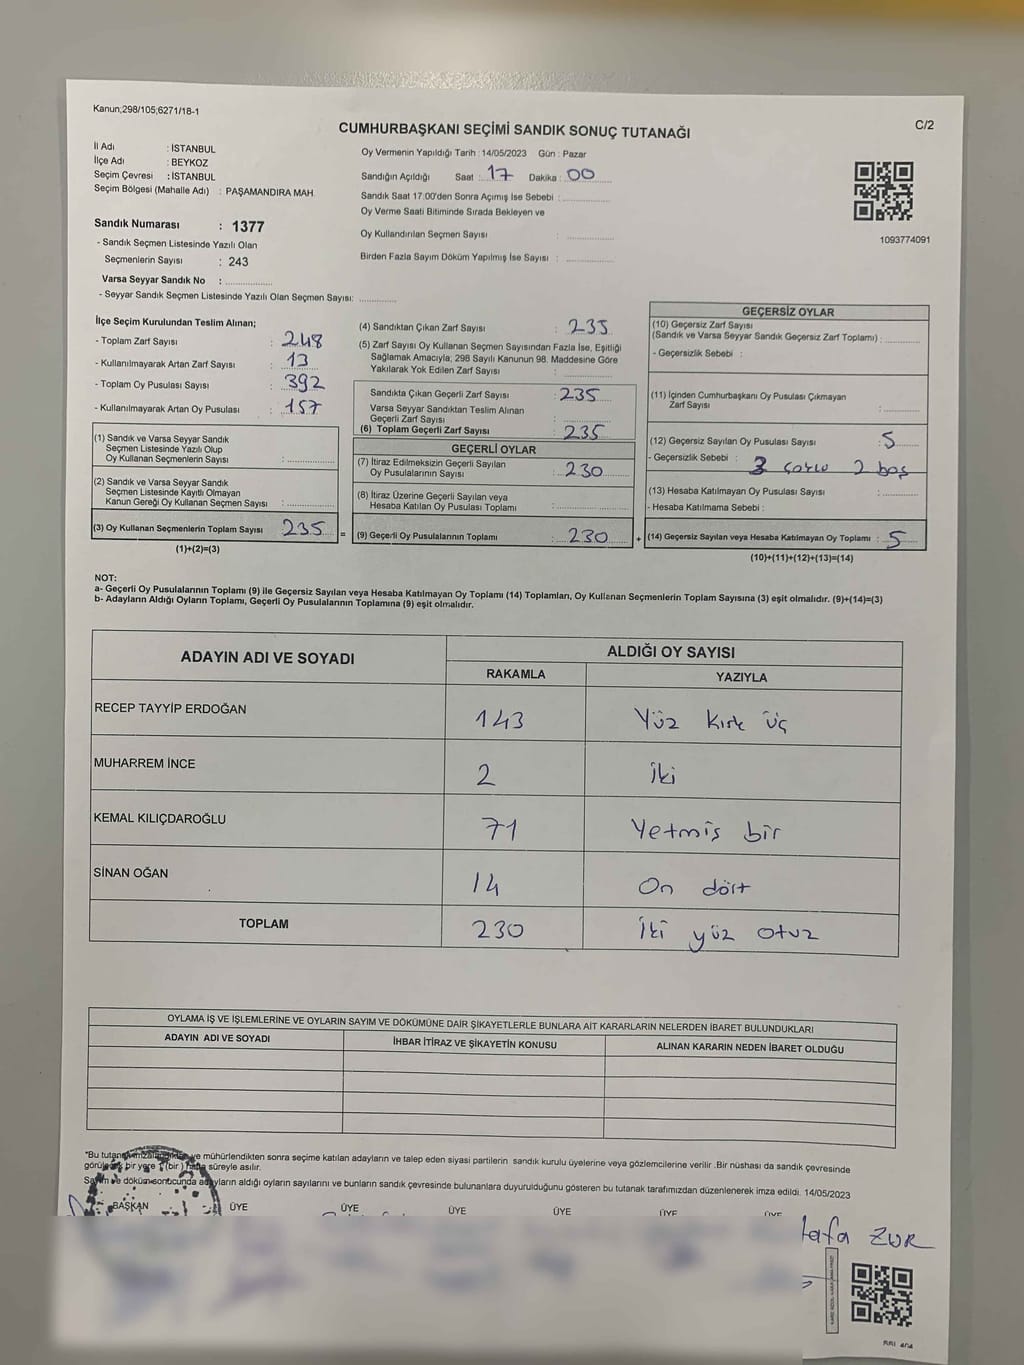 Kanun;298/105;6271/18-1
C/2
CUMHURBAŞKANI SEÇİMİ SANDIK SONUÇ TUTANAĞI
İl Adı : İSTANBUL
İlçe Adı : BEYKOZ
Seçim Çevresi : İSTANBUL
Seçim Bölgesi (Mahalle Adı) : PAŞAMANDIRA MAH.
Oy Vermenin Yapıldığı Tarih : 14/05/2023 Gün : Pazar
Sandığın Açıldığı Saat : 17 Dakika : 00
Sandık Saat 17:00'den Sonra Açımış İse Sebebi :
Oy Verme Saati Bitiminde Sırada Bekleyen ve
Oy Kullandırılan Seçmen Sayısı :
Birden Fazla Sayım Döküm Yapılmış İse Sayısı :
1093774091
Sandık Numarası : 1377
- Sandık Seçmen Listesinde Yazılı Olan
Seçmenlerin Sayısı : 243
Varsa Seyyar Sandık No :
- Seyyar Sandık Seçmen Listesinde Yazılı Olan Seçmen Sayısı:
İlçe Seçim Kurulundan Teslim Alınan;
- Toplam Zarf Sayısı : 248
- Kullanılmayarak Artan Zarf Sayısı : 13
- Toplam Oy Pusulası Sayısı : 392
- Kullanılmayarak Artan Oy Pusulası : 157
(1) Sandık ve Varsa Seyyar Sandık
Seçmen Listesinde Yazılı Olup
Oy Kullanan Seçmenlerin Sayısı :
(2) Sandık ve Varsa Seyyar Sandık
Seçmen Listesinde Kayıtlı Olmayan
Kanun Gereği Oy Kullanan Seçmen Sayısı :
(3) Oy Kullanan Seçmenlerin Toplam Sayısı 235 =
(1)+(2)=(3)
(4) Sandıktan Çıkan Zarf Sayısı : 235
(5) Zarf Sayısı Oy Kullanan Seçmen Sayısından Fazla İse, Eşitliği
Sağlamak Amacıyla; 298 Sayılı Kanunun 98. Maddesine Göre
Yakılarak Yok Edilen Zarf Sayısı :
Sandıkta Çıkan Geçerli Zarf Sayısı : 235
Varsa Seyyar Sandıktan Teslim Alınan
Geçerli Zarf Sayısı :
(6) Toplam Geçerli Zarf Sayısı : 235
GEÇERLİ OYLAR
(7) İtiraz Edilmeksizin Geçerli Sayılan
Oy Pusulalarının Sayısı : 230
(8) İtiraz Üzerine Geçerli Sayılan veya
Hesaba Katılan Oy Pusulası Toplamı :
(9) Geçerli Oy Pusulalarının Toplamı : 230 +
GEÇERSİZ OYLAR
(10) Geçersiz Zarf Sayısı
(Sandık ve Varsa Seyyar Sandık Geçersiz Zarf Toplamı) :
- Geçersizlik Sebebi :
(11) İçinden Cumhurbaşkanı Oy Pusulası Çıkmayan
Zarf Sayısı :
(12) Geçersiz Sayılan Oy Pusulası Sayısı : 5
- Geçersizlik Sebebi : 3 2 boş
(13) Hesaba Katılmayan Oy Pusulası Sayısı :
- Hesaba Katılmama Sebebi :
(14) Geçersiz Sayılan veya Hesaba Katılmayan Oy Toplamı : 5
(10)+(11)+(12)+(13)=(14)
NOT:
a- Geçerli Oy Pusulalarının Toplamı (9) ile Geçersiz Sayılan veya Hesaba Katılmayan Oy Toplamı (14) Toplamları, Oy Kullanan Seçmenlerin Toplam Sayısına (3) eşit olmalıdır. (9)+(14)=(3)
b- Adayların Aldığı Oyların Toplamı, Geçerli Oy Pusulalarının Toplamına (9) eşit olmalıdır.
ADAYIN ADI VE SOYADI
ALDIĞI OY SAYISI
RAKAMLA YAZIYLA
RECEP TAYYİP ERDOĞAN 143 Yüz kırk üç
MUHARREM İNCE 2 İki
KEMAL KILIÇDAROĞLU 71 Yetmiş bir
SİNAN OĞAN 14 On dört
TOPLAM 230 İki yüz otuz
OYLAMA İŞ VE İŞLEMLERİNE VE OYLARIN SAYIM VE DÖKÜMÜNE DAİR ŞİKAYETLERLE BUNLARA AİT KARARLARIN NELERDEN İBARET BULUNDUKLARI
ADAYIN ADI VE SOYADI İHBAR İTİRAZ VE ŞİKAYETİN KONUSU ALINAN KARARIN NEDEN İBARET OLDUĞU
"Bu tutanak imzalandıktan ve mühürlendikten sonra seçime katılan adayların ve talep eden siyasi partilerin sandık kurulu üyelerine veya gözlemcilerine verilir .Bir nüshası da sandık çevresinde
görülecek bir yere 1 (bir ) hafta süreyle asılır.
Sayım ve döküm sonucunda adayların aldığı oyların sayılarını ve bunların sandık çevresinde bulunanlara duyurulduğunu gösteren bu tutanak tarafımızdan düzenlenerek imza edildi. 14/05/2023
BAŞKAN ÜYE ÜYE ÜYE ÜYE ÜYE ÜYE
tafa ZUR